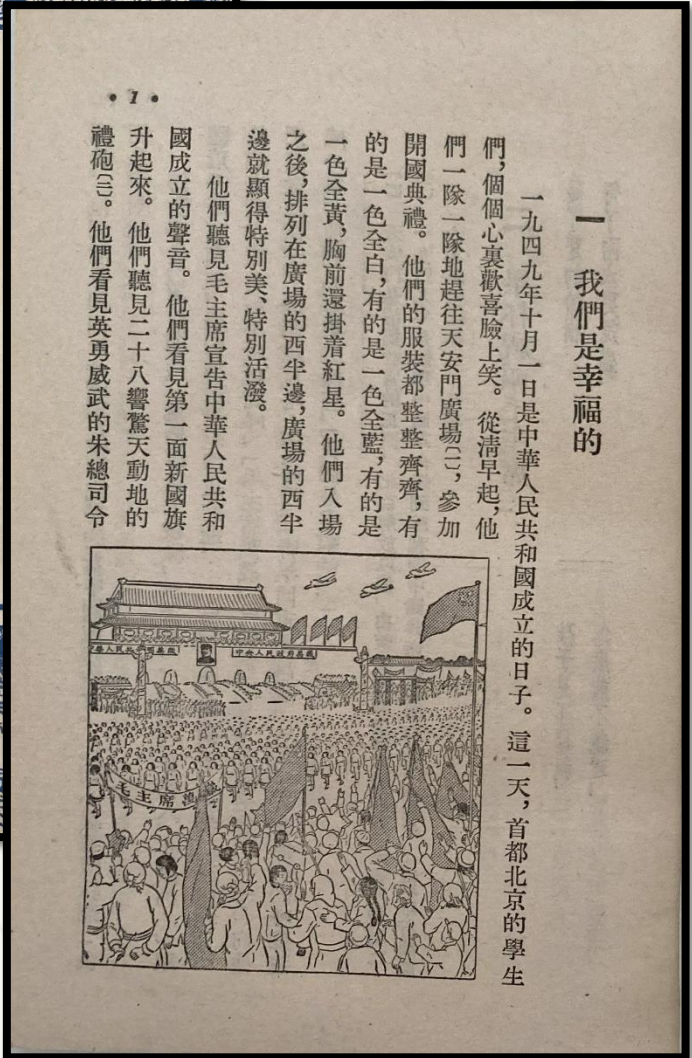 一 我們是幸福的
一九四九年十月一日是中華人民共和國成立的日子。這一天，首都北京的學生
們，個個心裏歡喜臉上笑。從清早起，他
們一隊一隊地趕往天安門廣場〔一〕，參加
開國典禮。他們的服裝都整整齊齊，有
的是一色全白，有的是一色全藍，有的是
一色全黃，胸前還掛着紅星。他們入場
之後，排列在廣場的西半邊，廣場的西半
邊就顯得特別美、特別活潑。
他們聽見毛主席宣告中華人民共和
國成立的聲音。他們看見第一面新國旗
升起來。他們聽見二十八響驚天動地的
禮砲〔二〕。他們看見英勇威武的朱總司令
華人民
中央人民政府萬歲
毛主席萬
• 1 •